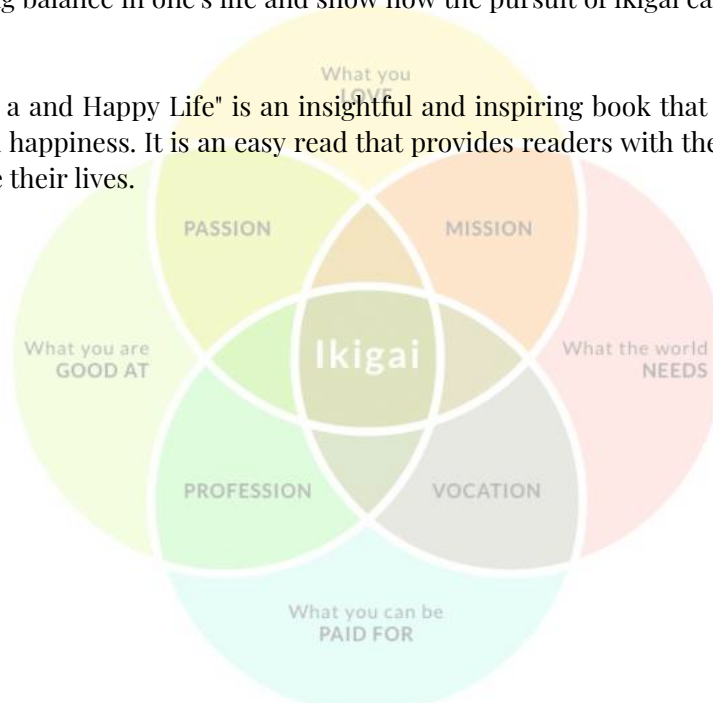 g balance in one's life and show how the pursuit of Ikigai ca
What you
LOVE
a and Happy Life" is an insightful and inspiring book that
happiness. It is an easy read that provides readers with the
their lives.
PASSION
MISSION
What you are
GOOD AT
Ikigai
What the world
NEEDS
PROFESSION
VOCATION
What you can be
PAID FOR